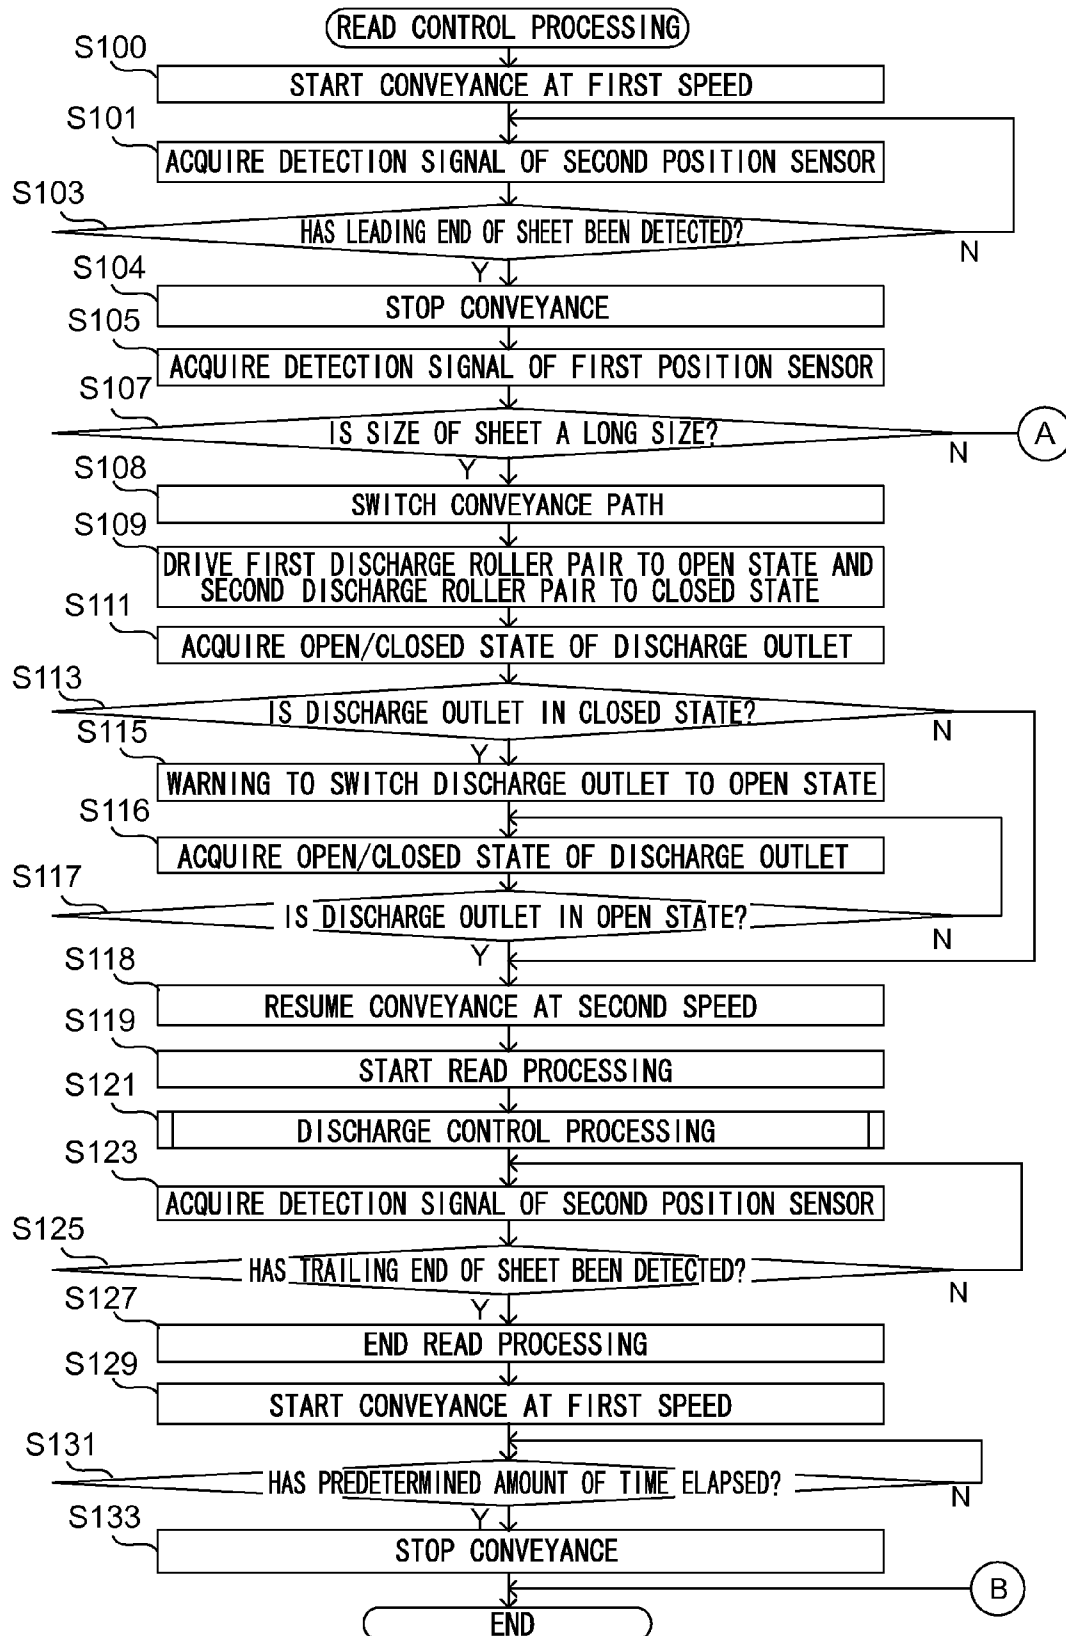 READ CONTROL PROCESSING
S100
START CONVEYANCE AT FIRST SPEED
S101
ACQUIRE DETECTION SIGNAL OF SECOND POSITION SENSOR
S103
HAS LEADING END OF SHEET BEEN DETECTED?
N
Y
S104
STOP CONVEYANCE
S105
ACQUIRE DETECTION SIGNAL OF FIRST POSITION SENSOR
S107
IS SIZE OF SHEET A LONG SIZE?
A
N
Y
S108
SWITCH CONVEYANCE PATH
S109
DRIVE FIRST DISCHARGE ROLLER PAIR TO OPEN STATE AND
SECOND DISCHARGE ROLLER PAIR TO CLOSED STATE
S111
ACQUIRE OPEN/CLOSED STATE OF DISCHARGE OUTLET
S113
IS DISCHARGE OUTLET IN CLOSED STATE?
N
Y
S115
WARNING TO SWITCH DISCHARGE OUTLET TO OPEN STATE
S116
ACQUIRE OPEN/CLOSED STATE OF DISCHARGE OUTLET
S117
IS DISCHARGE OUTLET IN OPEN STATE?
N
Y
S118
RESUME CONVEYANCE AT SECOND SPEED
S119
START READ PROCESSING
S121
DISCHARGE CONTROL PROCESSING
S123
ACQUIRE DETECTION SIGNAL OF SECOND POSITION SENSOR
S125
HAS TRAILING END OF SHEET BEEN DETECTED?
N
Y
S127
END READ PROCESSING
S129
START CONVEYANCE AT FIRST SPEED
S131
HAS PREDETERMINED AMOUNT OF TIME ELAPSED?
N
Y
S133
STOP CONVEYANCE
B
END